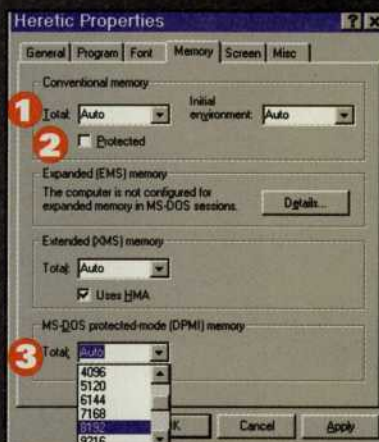 Heretic Properties
General Program Font Memory Screen Misc
Conventional memory
1 Total: Auto Initial environment: Auto
2 Protected
Expanded (EMS) memory
The computer is not configured for
expanded memory in MS-DOS sessions.
Details...
Extended (XMS) memory
Total: Auto
Uses HMA
MS-DOS protected-mode (DPMI) memory
3 Total: Auto
4096
5120
6144
7168
8192
9216
Cancel Apply